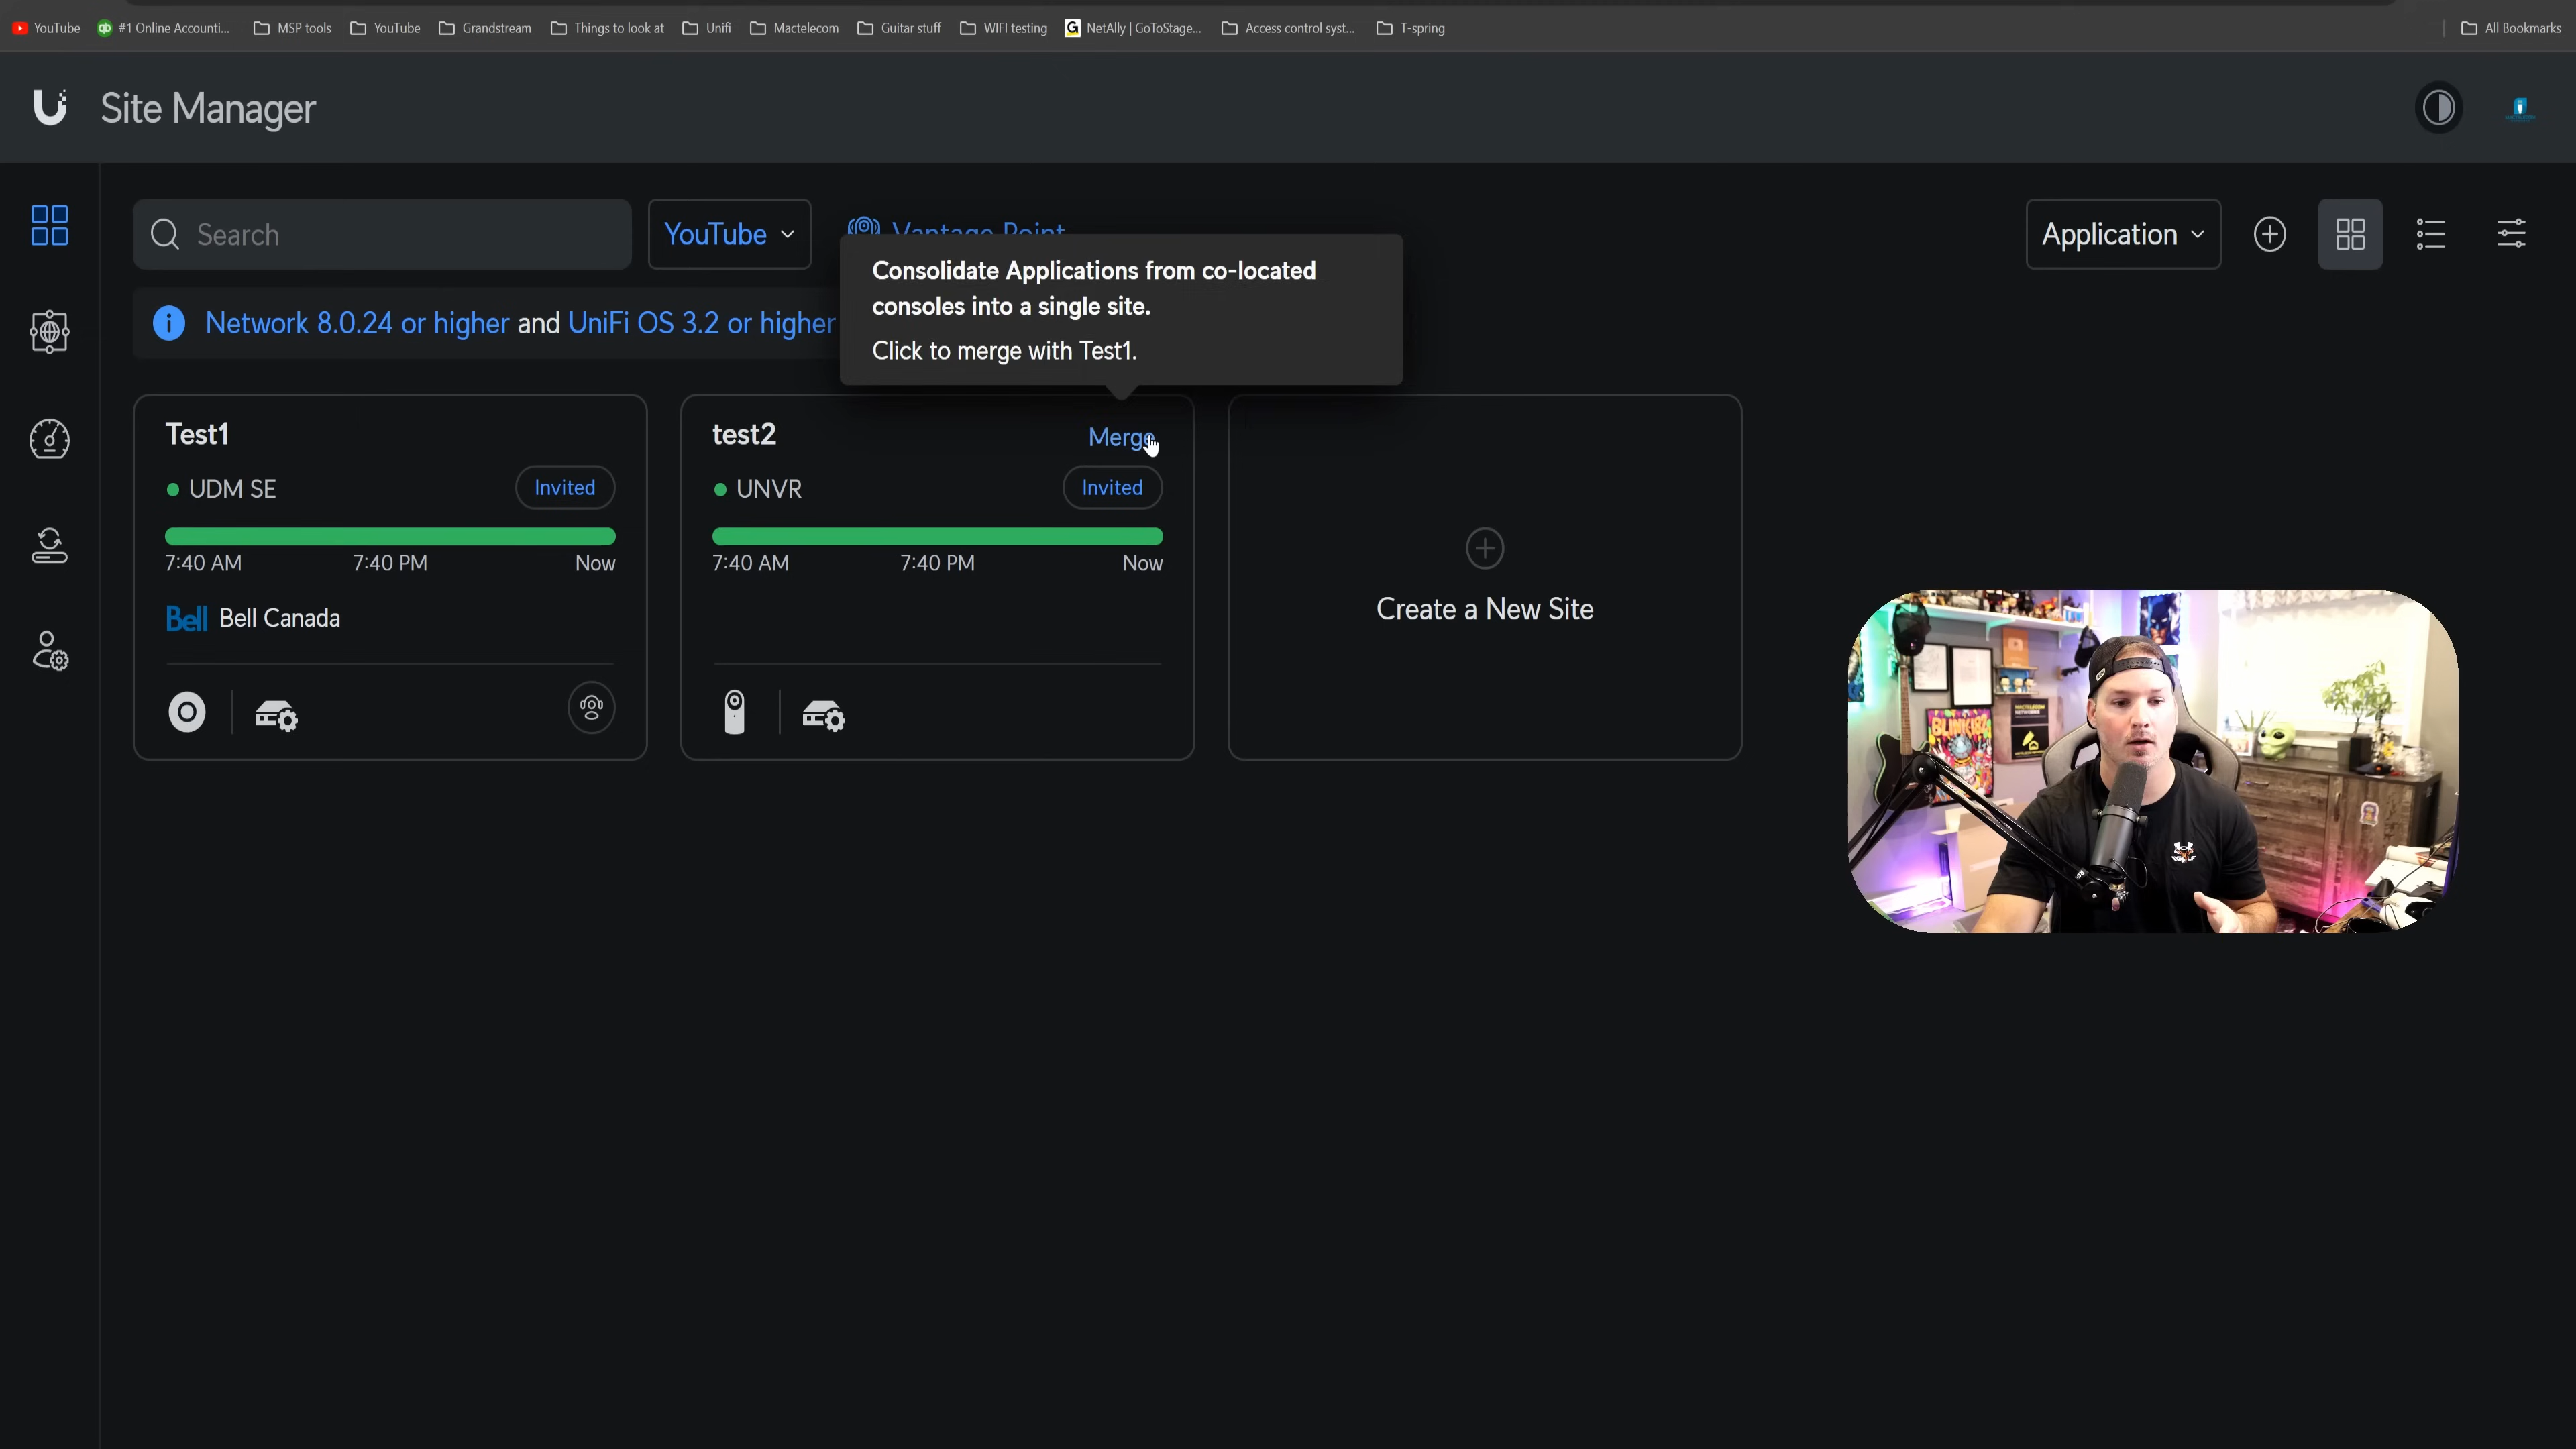 YouTube
#1 Online Accounti...
MSP tools
YouTube
Grandstream
Things to look at
Unifi
Mactelecom
Guitar stuff
WIFI testing
NetAlly | GoToStage...
Access control syst...
T-spring
All Bookmarks
Site Manager
Search
YouTube
Vantage Point
Application
Network 8.0.24 or higher and UniFi OS 3.2 or higher
Consolidate Applications from co-located
consoles into a single site.
Click to merge with Test1.
Test1
UDM SE
Invited
7:40 AM
7:40 PM
Now
Bell Bell Canada
test2
Merge
UNVR
Invited
7:40 AM
7:40 PM
Now
Create a New Site